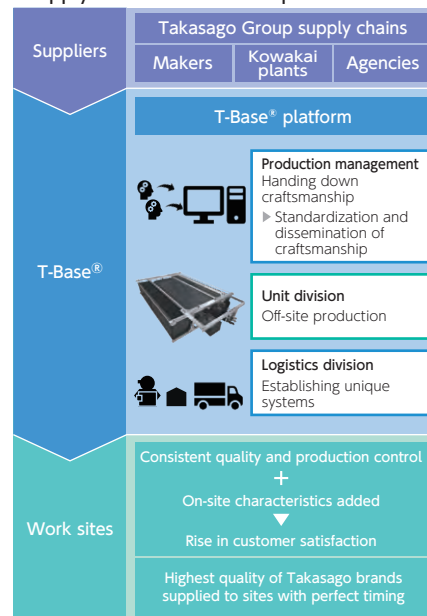 Suppliers
Takasago Group supply chains
Makers
Kowakai
plants
Agencies
T-Base®
T-Base® platform
Production management
Handing down
craftsmanship
▶ Standardization and
dissemination of
craftsmanship
Unit division
Off-site production
Logistics division
Establishing unique
systems
Work sites
Consistent quality and production control
+
On-site characteristics added
▼
Rise in customer satisfaction
Highest quality of Takasago brands
supplied to sites with perfect timing